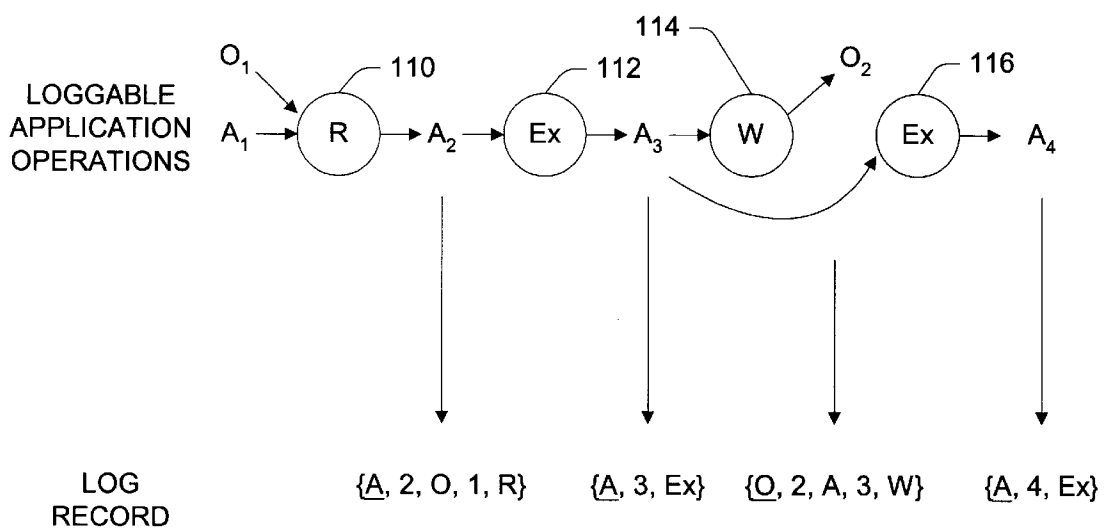 114
O₁ 110 112 O₂ 116
LOGGABLE
APPLICATION
OPERATIONS
A₁ R A₂ Ex A₃ W Ex A₄
LOG
RECORD
{A, 2, O, 1, R} {A, 3, Ex} {O, 2, A, 3, W} {A, 4, Ex}